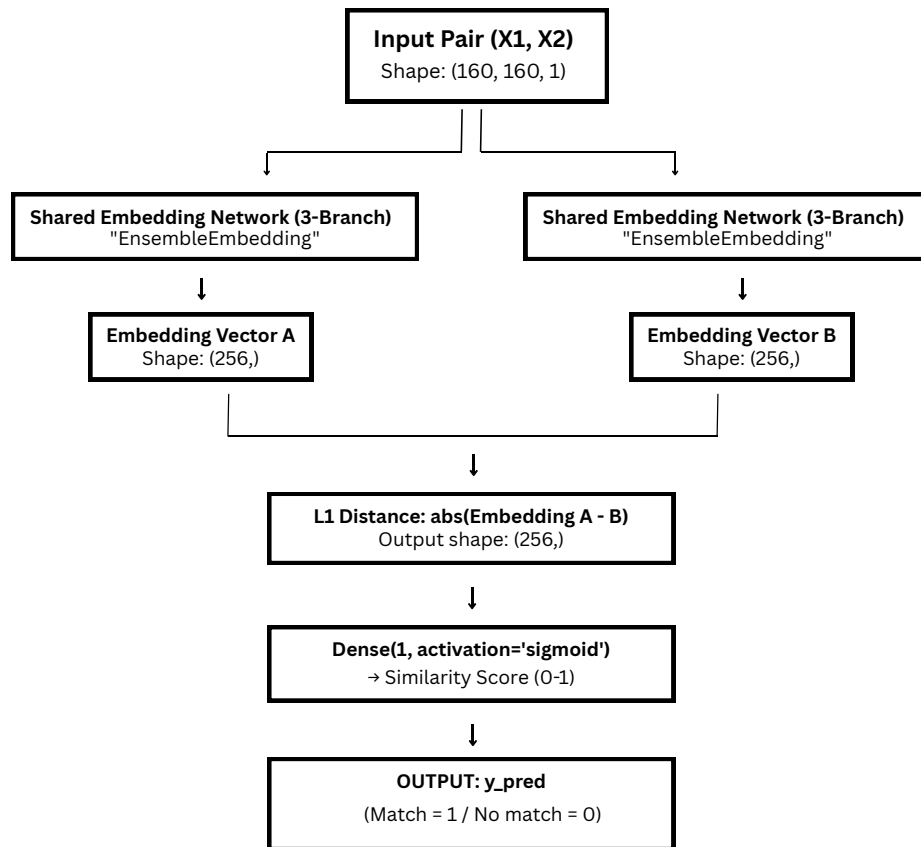 Input Pair (X1, X2)
Shape: (160, 160, 1)
Shared Embedding Network (3-Branch)
"EnsembleEmbedding"
Shared Embedding Network (3-Branch)
"EnsembleEmbedding"
Embedding Vector A
Shape: (256,)
Embedding Vector B
Shape: (256,)
L1 Distance: abs(Embedding A - B)
Output shape: (256,)
Dense(1, activation='sigmoid')
→ Similarity Score (0-1)
OUTPUT: y_pred
(Match = 1 / No match = 0)